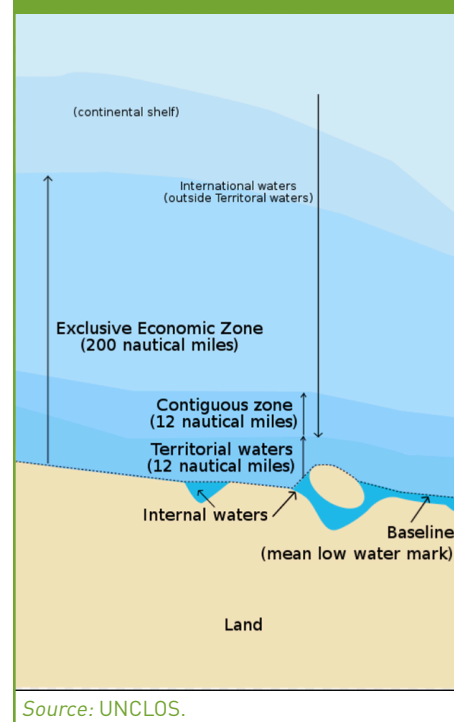 (continental shelf)
International waters
(outside Territoral waters)
Exclusive Economic Zone
(200 nautical miles)
Contiguous zone
(12 nautical miles)
Territorial waters
(12 nautical miles)
Internal waters
Baseline
(mean low water mark)
Land
Source: UNCLOS.